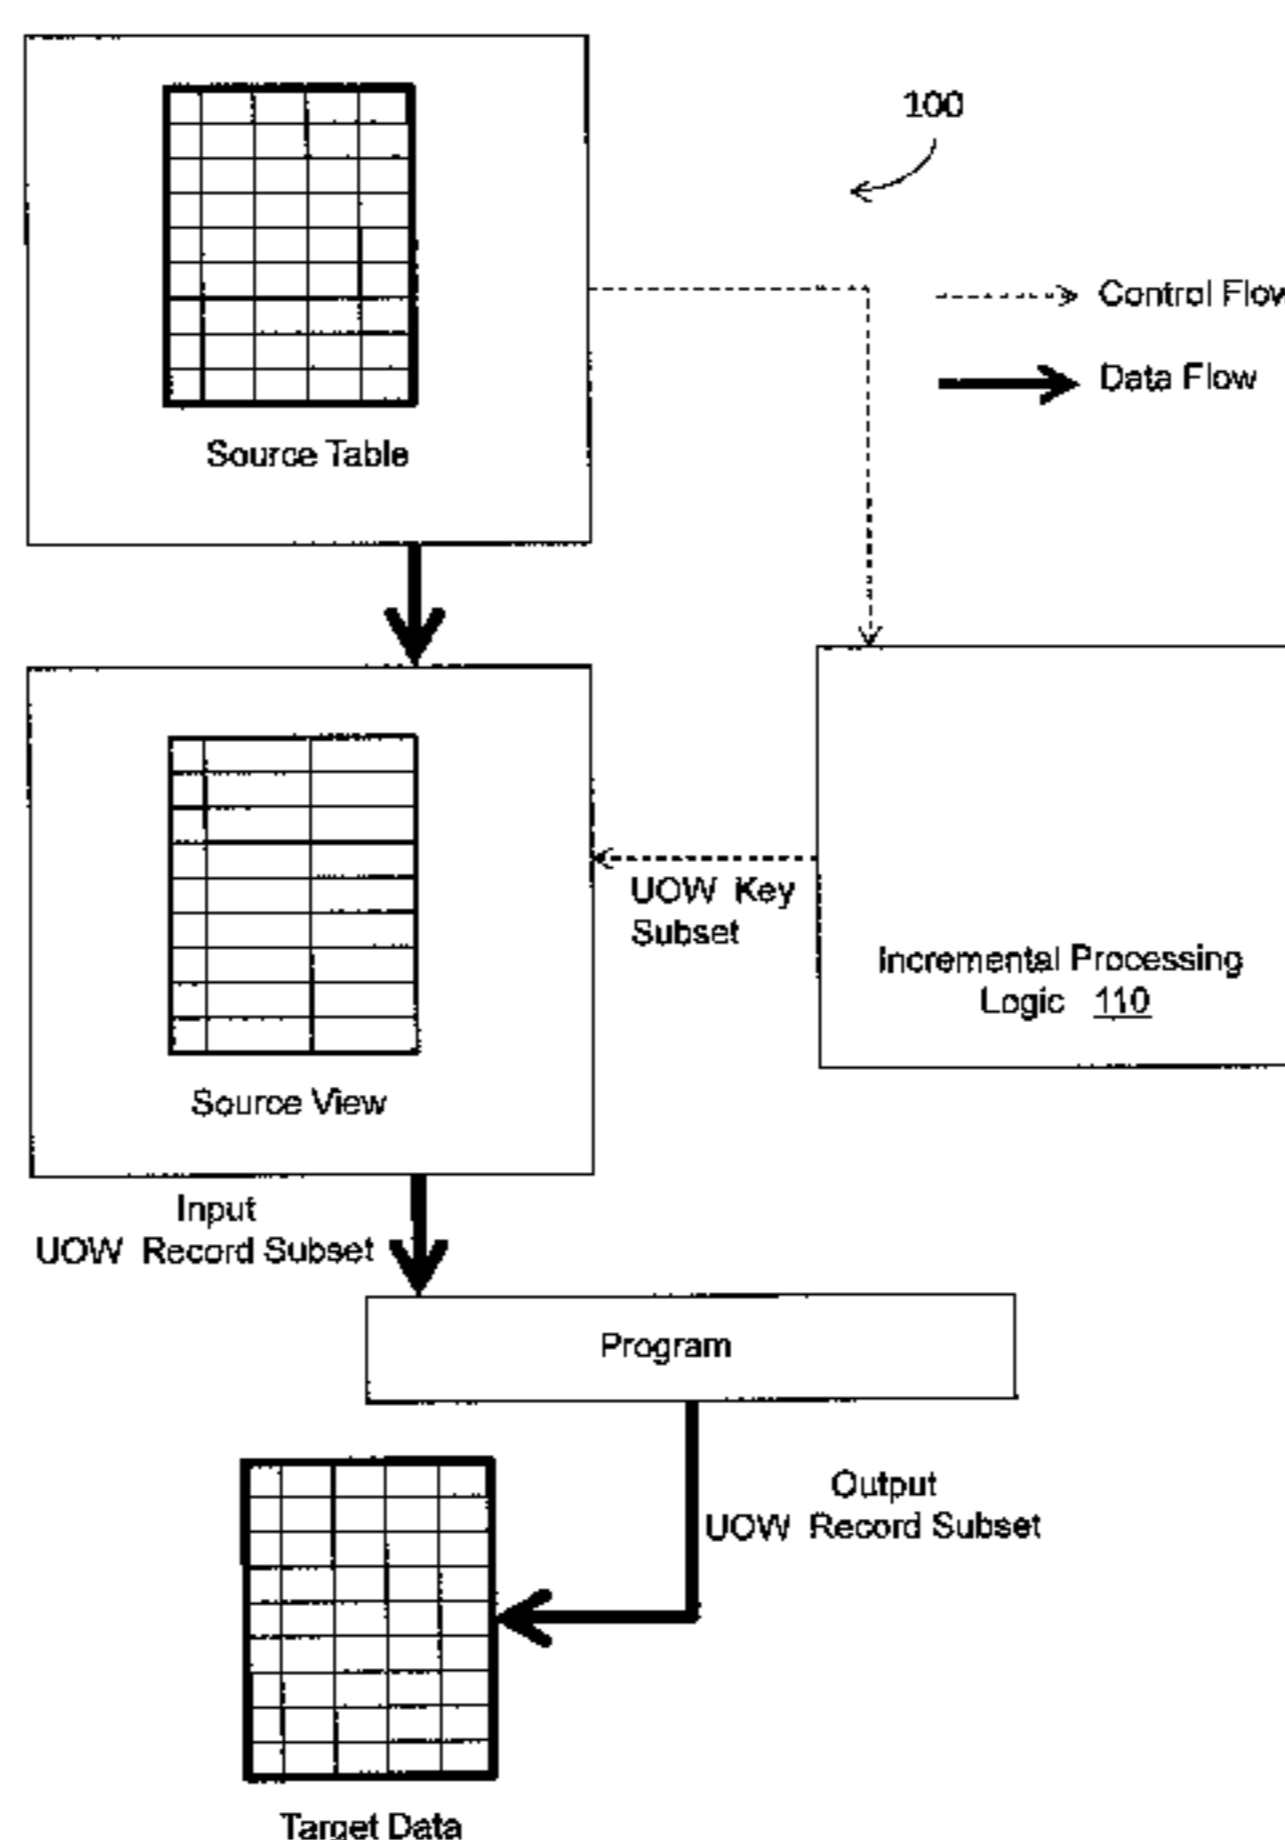 100
Control Flow
Data Flow
Source Table
UOW Key
Subset
Incremental Processing
Logic 110
Source View
Input
UOW Record Subset
Program
Output
UOW Record Subset
Target Data